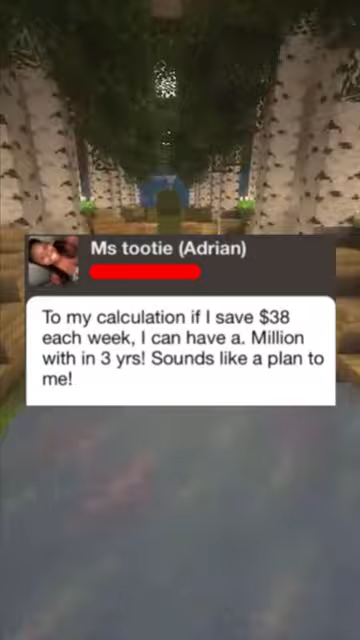 Ms tootie (Adrian)
To my calculation if I save $38
each week, I can have a. Million
with in 3 yrs! Sounds like a plan to
me!